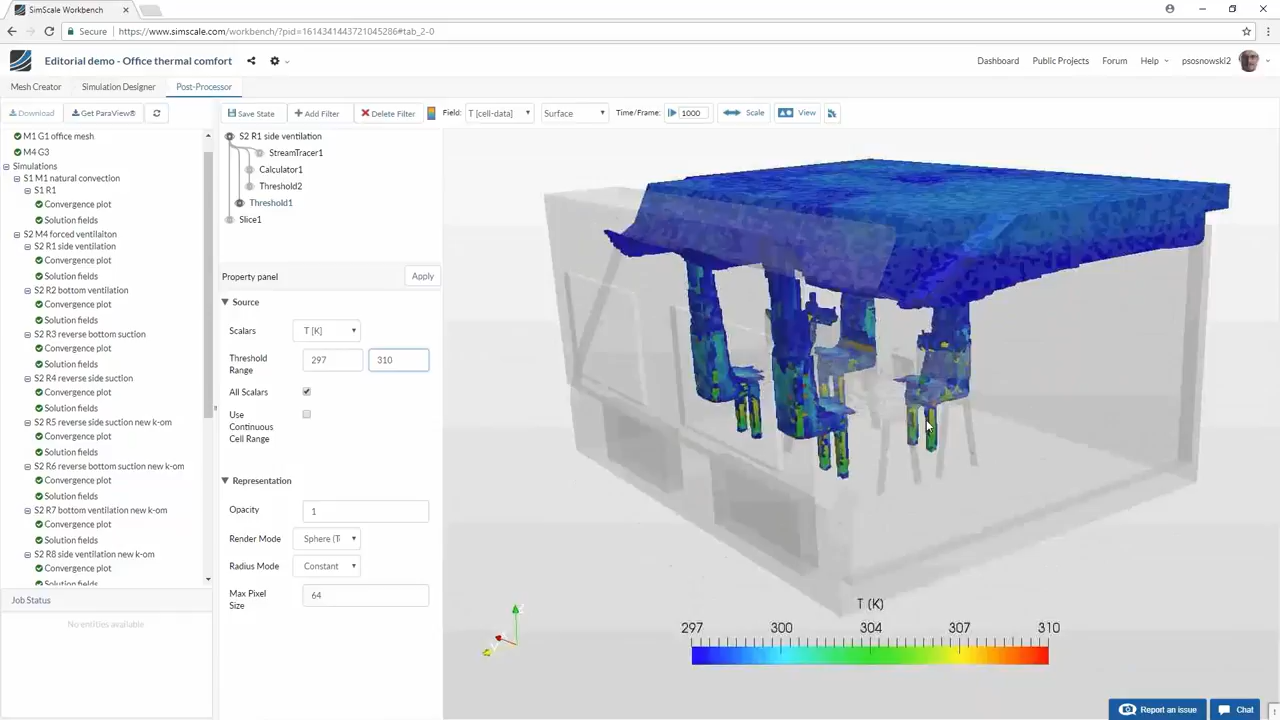 SimScale Workbench
Secure
https://www.simscale.com/workbench/?pid=1614341443721045286#tab_2-0
Editorial demo - Office thermal comfort
Dashboard
Public Projects
Forum
Help
psosnowski2
Mesh Creator
Simulation Designer
Post-Processor
Download
Get ParaView®
Save State
Add Filter
Delete Filter
Field:
T [cell-data]
Surface
Time/Frame:
1000
Scale
View
M1 G1 office mesh
M4 G3
Simulations
S1 M1 natural convection
S1 R1
Convergence plot
Solution fields
S2 M4 forced ventilaiton
S2 R1 side ventilation
Convergence plot
Solution fields
S2 R2 bottom ventilation
Convergence plot
Solution fields
S2 R3 reverse bottom suction
Convergence plot
Solution fields
S2 R4 reverse side suction
Convergence plot
Solution fields
S2 R5 reverse side suction new k-om
Convergence plot
Solution fields
S2 R6 reverse bottom suction new k-om
Convergence plot
Solution fields
S2 R7 bottom ventilation new k-om
Convergence plot
Solution fields
S2 R8 side ventilation new k-om
Convergence plot
Solution fields
Job Status
No entities available
S2 R1 side ventilation
StreamTracer1
Calculator1
Threshold2
Threshold1
Slice1
Property panel
Apply
Source
Scalars
T [K]
Threshold
Range
297
310
All Scalars
Use
Continuous
Cell Range
Representation
Opacity
1
Render Mode
Sphere (T
Radius Mode
Constant
Max Pixel
Size
64
T (K)
297 300 304 307 310
Report an issue
Chat